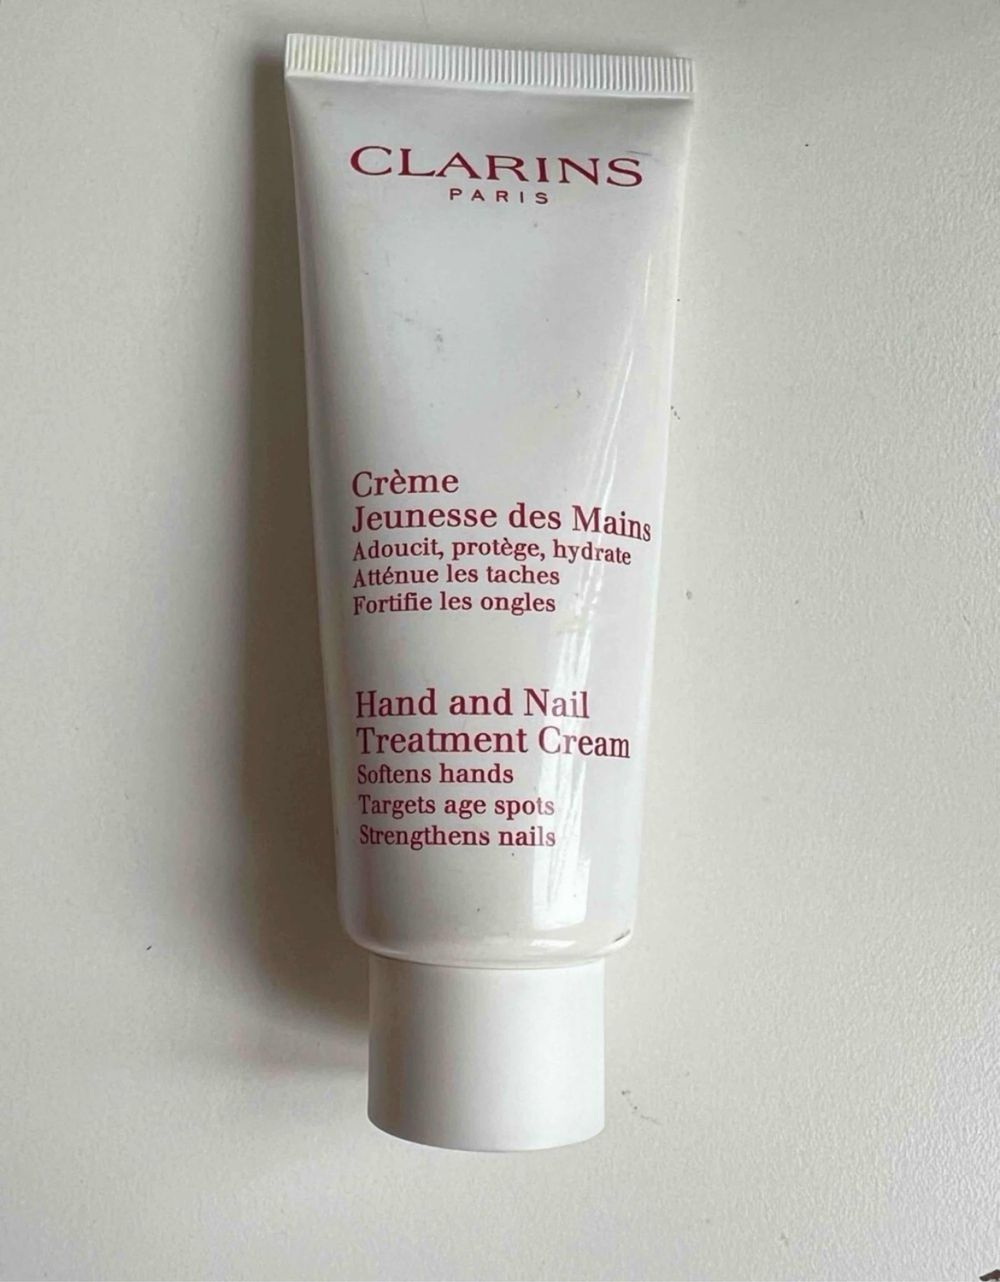 CLARINS
PARIS
Crème
Jeunesse des Mains
Adoucit, protège, hydrate
Atténue les taches
Fortifie les ongles
Hand and Nail
Treatment Cream
Softens hands
Targets age spots
Strengthens nails